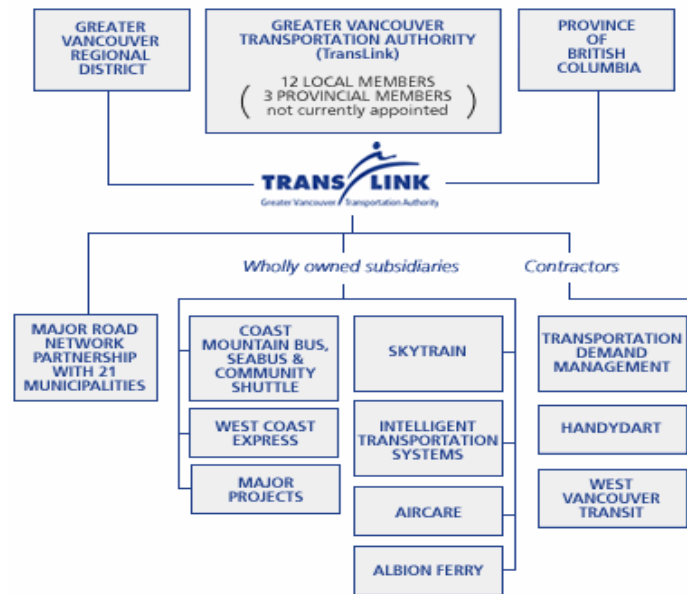 GREATER
VANCOUVER
REGIONAL
DISTRICT
GREATER VANCOUVER
TRANSPORTATION AUTHORITY
(TransLink)
12 LOCAL MEMBERS
3 PROVINCIAL MEMBERS
not currently appointed
PROVINCE
OF
BRITISH
COLUMBIA
TRANS LINK
Greater Vancouver Transportation Authority
Wholly owned subsidiaries
Contractors
MAJOR ROAD
NETWORK
PARTNERSHIP
WITH 21
MUNICIPALITIES
COAST
MOUNTAIN BUS,
SEABUS &
COMMUNITY
SHUTTLE
WEST COAST
EXPRESS
MAJOR
PROJECTS
SKYTRAIN
INTELLIGENT
TRANSPORTATION
SYSTEMS
AIRCARE
ALBION FERRY
TRANSPORTATION
DEMAND
MANAGEMENT
HANDYDART
WEST
VANCOUVER
TRANSIT